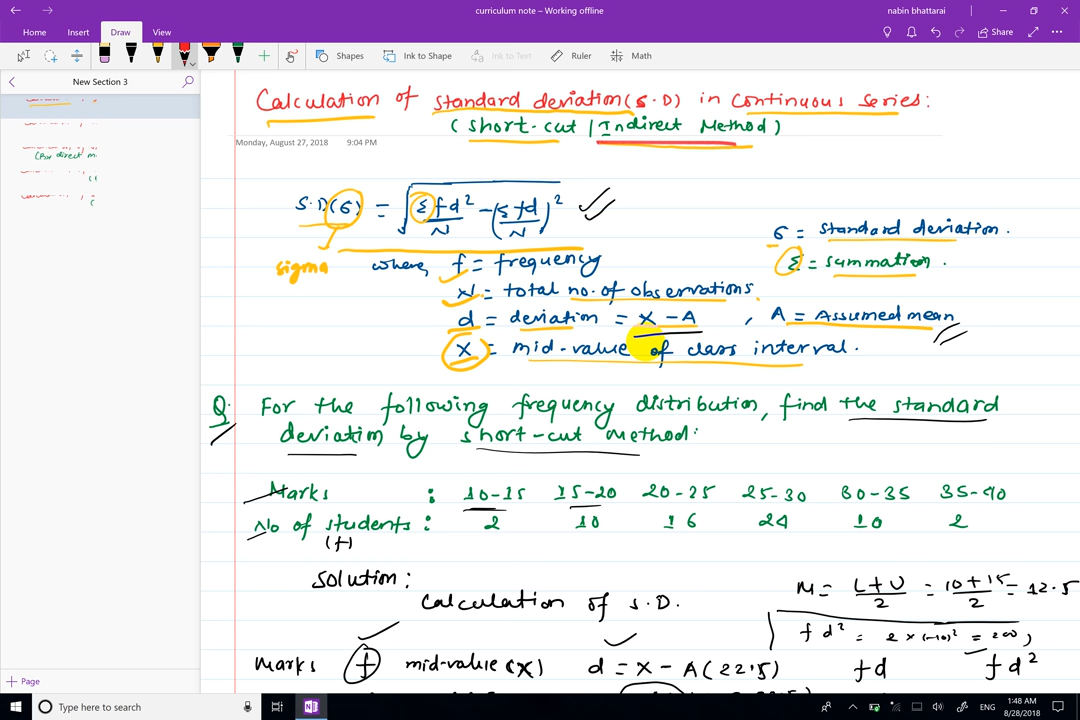 curriculum note – Working offline
nabin bhattarai
Home Insert Draw View
Share
Shapes Ink to Shape Ink to Text Ruler Math
New Section 3
Calculation of standard deviation(S.D) in continuous series:
(short-cut | Indirect Method)
Monday, August 27, 2018 9:04 PM
S.D(σ) = √Σfd²/N - (Σfd/N)²
sigma
σ = standard deviation.
where, f = frequency
Σ = summation.
N = total no. of observations.
d = deviation = X - A , A = Assumed mean
X = mid-value of class interval.
Q. For the following frequency distribution, find the standard
deviation by short-cut method:
Marks : 10-15 15-20 20-25 25-30 30-35 35-40
No of students : 2 10 16 24 10 2
(f)
solution:
M = L+U/2 = 10+15/2 = 12.5
calculation of S.D.
fd² = 2×(-10)² = 200,
Marks f mid-value(X) d = X - A(22.5) fd fd²
Page
Type here to search
ENG
1:48 AM
8/28/2018